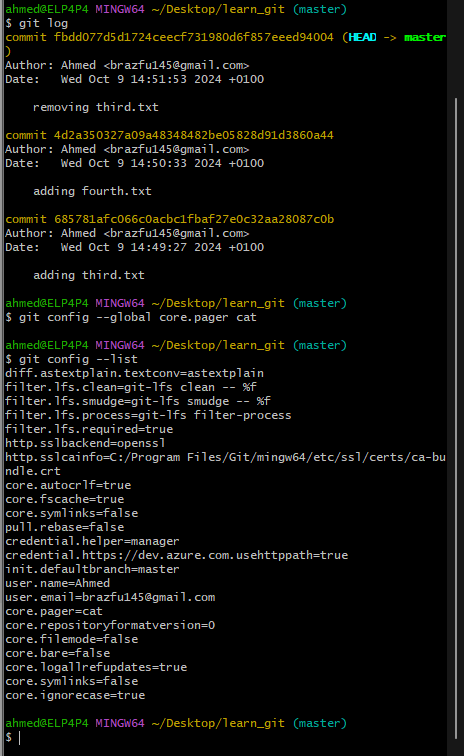 ahmed@ELP4P4 MINGW64 ~/Desktop/learn_git (master)
$ git log
commit fbdd077d5d1724ceecf731980d6f857eeed94004 (HEAD -> master
)
Author: Ahmed <brazfu145@gmail.com>
Date:   Wed Oct 9 14:51:53 2024 +0100

    removing third.txt

commit 4d2a350327a09a48348482be05828d91d3860a44
Author: Ahmed <brazfu145@gmail.com>
Date:   Wed Oct 9 14:50:33 2024 +0100

    adding fourth.txt

commit 685781afc066c0acbc1fbaf27e0c32aa28087c0b
Author: Ahmed <brazfu145@gmail.com>
Date:   Wed Oct 9 14:49:27 2024 +0100

    adding third.txt

ahmed@ELP4P4 MINGW64 ~/Desktop/learn_git (master)
$ git config --global core.pager cat

ahmed@ELP4P4 MINGW64 ~/Desktop/learn_git (master)
$ git config --list
diff.astextplain.textconv=astextplain
filter.lfs.clean=git-lfs clean -- %f
filter.lfs.smudge=git-lfs smudge -- %f
filter.lfs.process=git-lfs filter-process
filter.lfs.required=true
http.sslbackend=openssl
http.sslcainfo=C:/Program Files/Git/mingw64/etc/ssl/certs/ca-bu
ndle.crt
core.autocrlf=true
core.fscache=true
core.symlinks=false
pull.rebase=false
credential.helper=manager
credential.https://dev.azure.com.usehttppath=true
init.defaultbranch=master
user.name=Ahmed
user.email=brazfu145@gmail.com
core.pager=cat
core.repositoryformatversion=0
core.filemode=false
core.bare=false
core.logallrefupdates=true
core.symlinks=false
core.ignorecase=true

ahmed@ELP4P4 MINGW64 ~/Desktop/learn_git (master)
$